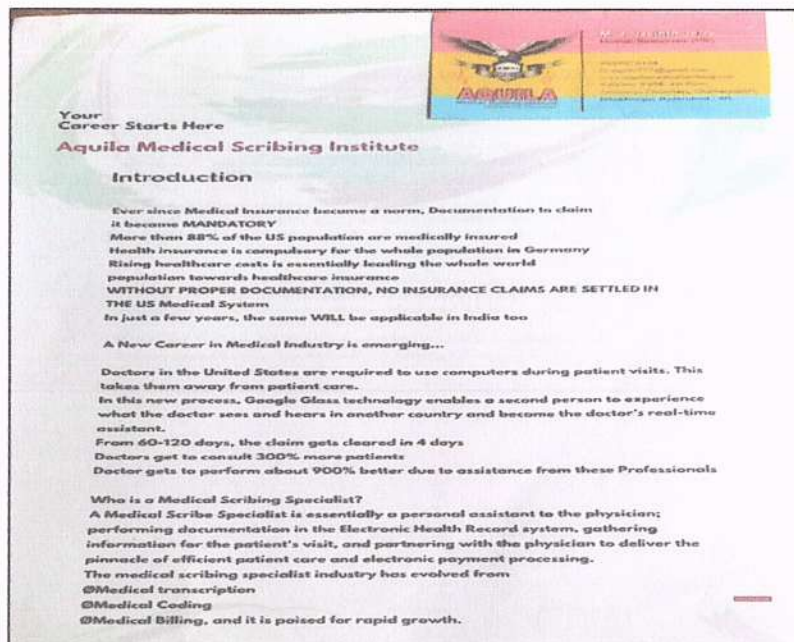 AQUILA
Your
Career Starts Here
Aquila Medical Scribing Institute
Introduction
Ever since Medical Insurance became a norm, Documentation to claim
it became MANDATORY
More than 88% of the US population are medically insured
Health insurance is compulsory for the whole population in Germany
Rising healthcare costs is essentially leading the whole world
population towards healthcare insurance
WITHOUT PROPER DOCUMENTATION, NO INSURANCE CLAIMS ARE SETTLED IN
THE US Medical System
In just a few years, the same WILL be applicable in India too
A New Career in Medical Industry is emerging...
Doctors in the United States are required to use computers during patient visits. This
takes them away from patient care.
In this new process, Google Glass technology enables a second person to experience
what the doctor sees and hears in another country and become the doctor's real-time
assistant.
From 60-120 days, the claim gets cleared in 4 days
Doctors get to consult 300% more patients
Doctor gets to perform about 900% better due to assistance from these Professionals
Who is a Medical Scribing Specialist?
A Medical Scribe Specialist is essentially a personal assistant to the physician;
performing documentation in the Electronic Health Record system, gathering
information for the patient's visit, and partnering with the physician to deliver the
pinnacle of efficient patient care and electronic payment processing.
The medical scribing specialist industry has evolved from
ØMedical transcription
ØMedical Coding
ØMedical Billing, and it is poised for rapid growth.